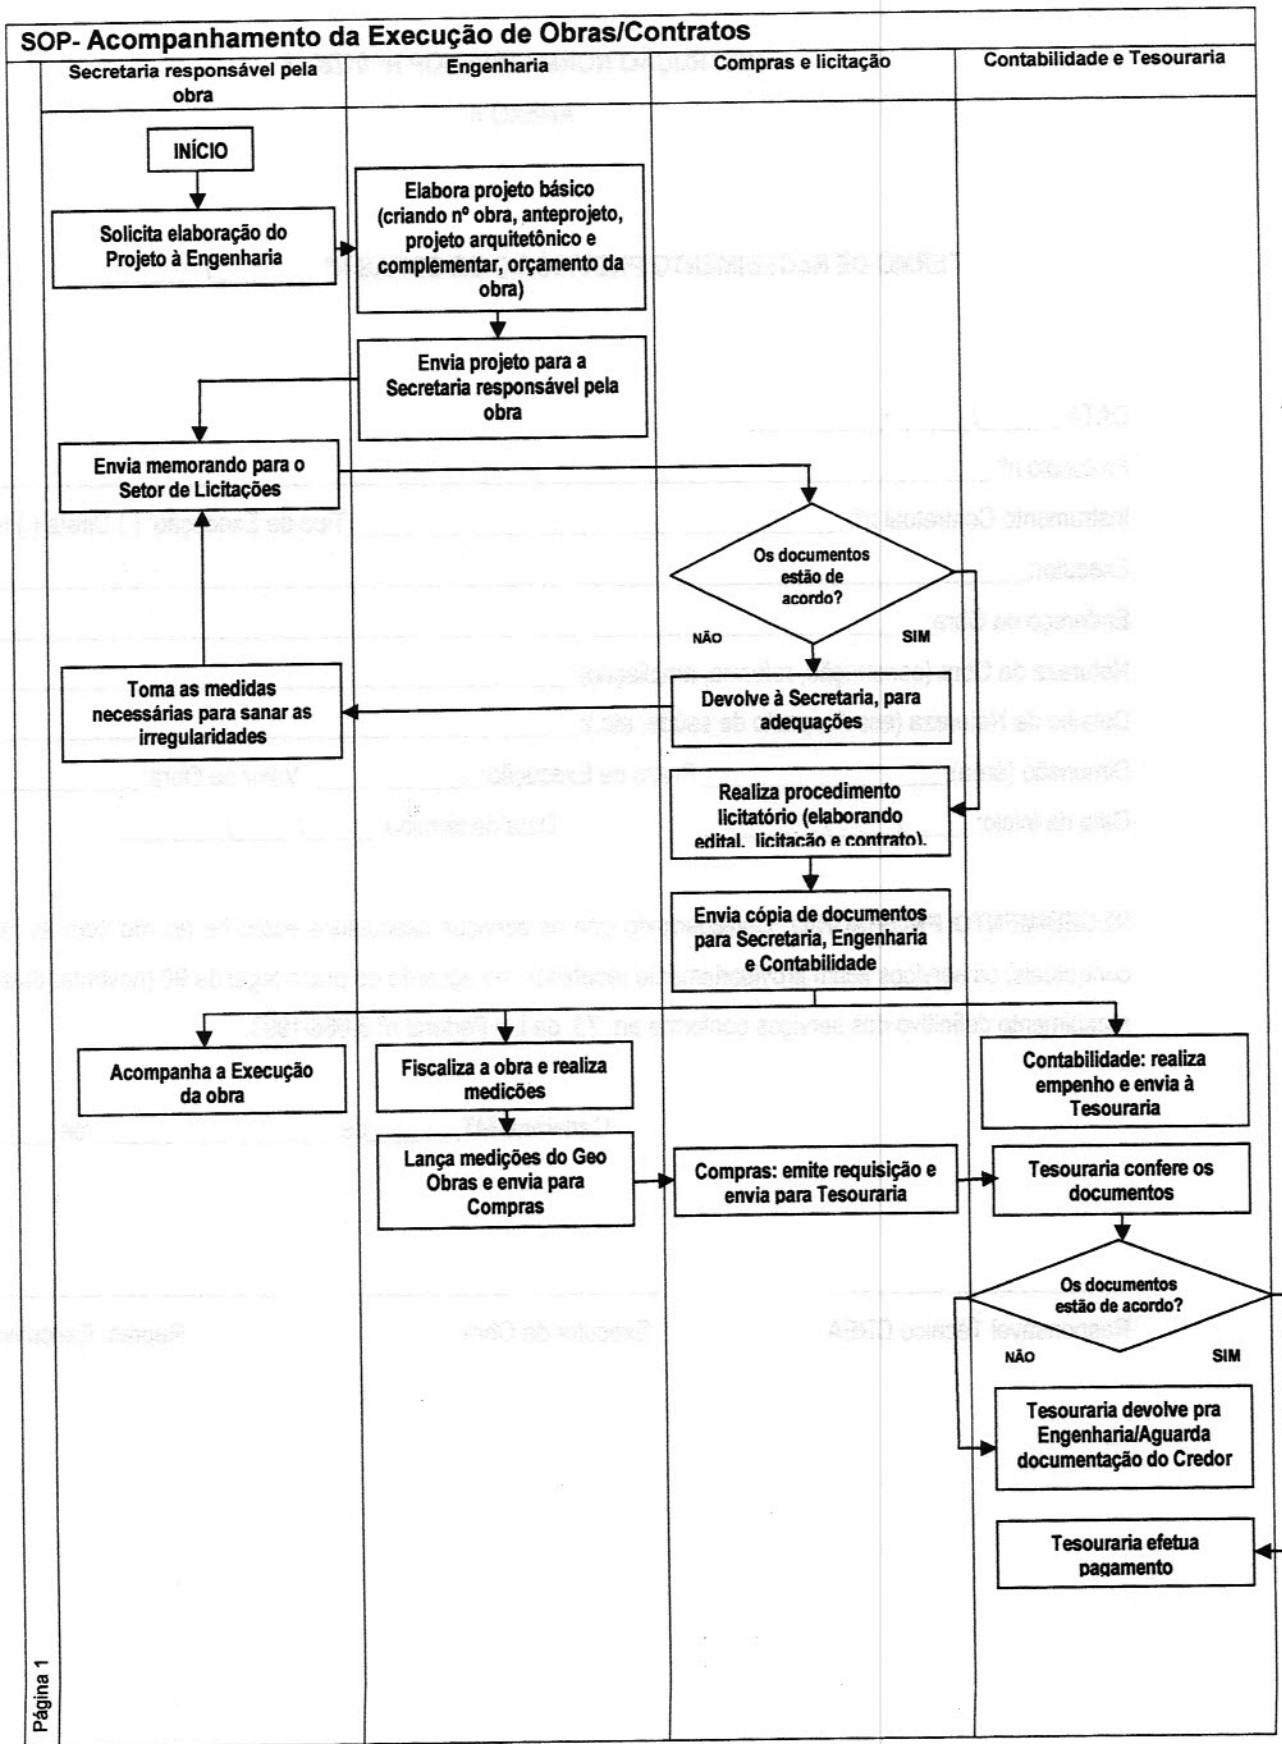 SOP- Acompanhamento da Execução de Obras/Contratos
Secretaria responsável pela
obra
Engenharia
Compras e licitação
Contabilidade e Tesouraria
INÍCIO
Solicita elaboração do
Projeto à Engenharia
Elabora projeto básico
(criando nº obra, anteprojeto,
projeto arquitetônico e
complementar, orçamento da
obra)
Envia projeto para a
Secretaria responsável pela
obra
Envia memorando para o
Setor de Licitações
Os documentos
estão de
acordo?
NÃO
SIM
Toma as medidas
necessárias para sanar as
irregularidades
Devolve à Secretaria, para
adequações
Realiza procedimento
licitatório (elaborando
edital, licitação e contrato).
Envia cópia de documentos
para Secretaria, Engenharia
e Contabilidade
Acompanha a Execução
da obra
Fiscaliza a obra e realiza
medições
Contabilidade: realiza
empenho e envia à
Tesouraria
Lança medições do Geo
Obras e envia para
Compras
Compras: emite requisição e
envia para Tesouraria
Tesouraria confere os
documentos
Os documentos
estão de acordo?
NÃO
SIM
Tesouraria devolve pra
Engenharia/Aguarda
documentação do Credor
Tesouraria efetua
pagamento
Página 1